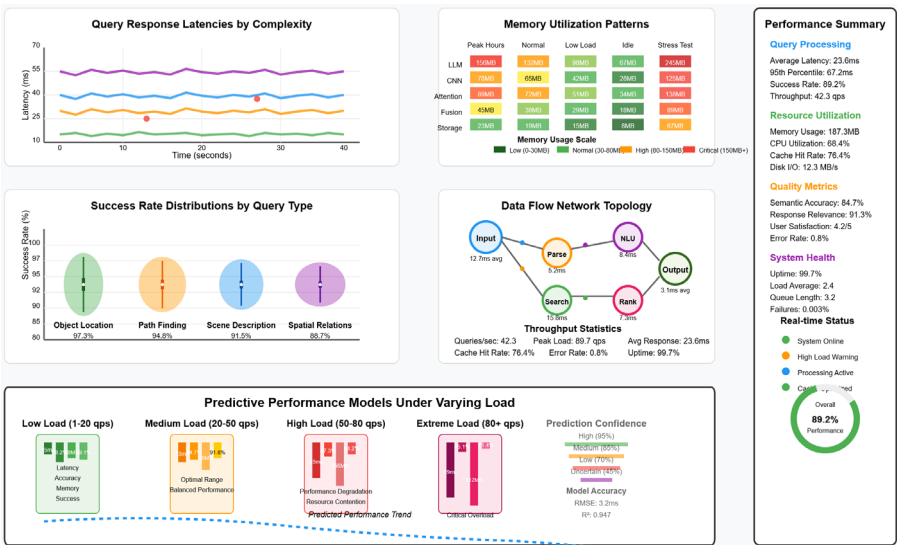 Query Response Latencies by Complexity
Latency (ms)
70
55
40
25
10
0
10
20
30
40
Time (seconds)
Memory Utilization Patterns
Peak Hours Normal Low Load Idle Stress Test
LLM 156MB 132MB 98MB 67MB 245MB
CNN 78MB 65MB 42MB 28MB 125MB
Attention 89MB 72MB 51MB 34MB 138MB
Fusion 45MB 38MB 29MB 18MB 89MB
Storage 23MB 19MB 15MB 8MB 67MB
Memory Usage Scale
Low (0-30MB) Normal (30-80MB) High (80-150MB) Critical (150MB+)
Success Rate Distributions by Query Type
Success Rate (%)
100
97
95
92
90
85
80
Object Location Path Finding Scene Description Spatial Relations
97.3% 94.8% 91.5% 88.7%
Data Flow Network Topology
Input
12.7ms avg
Parse
5.2ms
NLU
8.4ms
Search
15.8ms
Rank
7.3ms
Output
3.1ms avg
Throughput Statistics
Queries/sec: 42.3 Peak Load: 89.7 qps Avg Response: 23.6ms
Cache Hit Rate: 76.4% Error Rate: 0.8% Uptime: 99.7%
Performance Summary
Query Processing
Average Latency: 23.6ms
95th Percentile: 67.2ms
Success Rate: 89.2%
Throughput: 42.3 qps
Resource Utilization
Memory Usage: 187.3MB
CPU Utilization: 68.4%
Cache Hit Rate: 76.4%
Disk I/O: 12.3 MB/s
Quality Metrics
Semantic Accuracy: 84.7%
Response Relevance: 91.3%
User Satisfaction: 4.2/5
Error Rate: 0.8%
System Health
Uptime: 99.7%
Load Average: 2.4
Queue Length: 3.2
Failures: 0.003%
Real-time Status
System Online
High Load Warning
Processing Active
Overall
89.2%
Performance
Predictive Performance Models Under Varying Load
Low Load (1-20 qps)
Latency
Accuracy
Memory
Success
Medium Load (20-50 qps)
91.8%
Optimal Range
Balanced Performance
High Load (50-80 qps)
Performance Degradation
Resource Contention
Extreme Load (80+ qps)
Critical Overload
Predicted Performance Trend
Prediction Confidence
High (95%)
Medium (85%)
Low (70%)
Uncertain (45%)
Model Accuracy
RMSE: 3.2ms
R²: 0.947